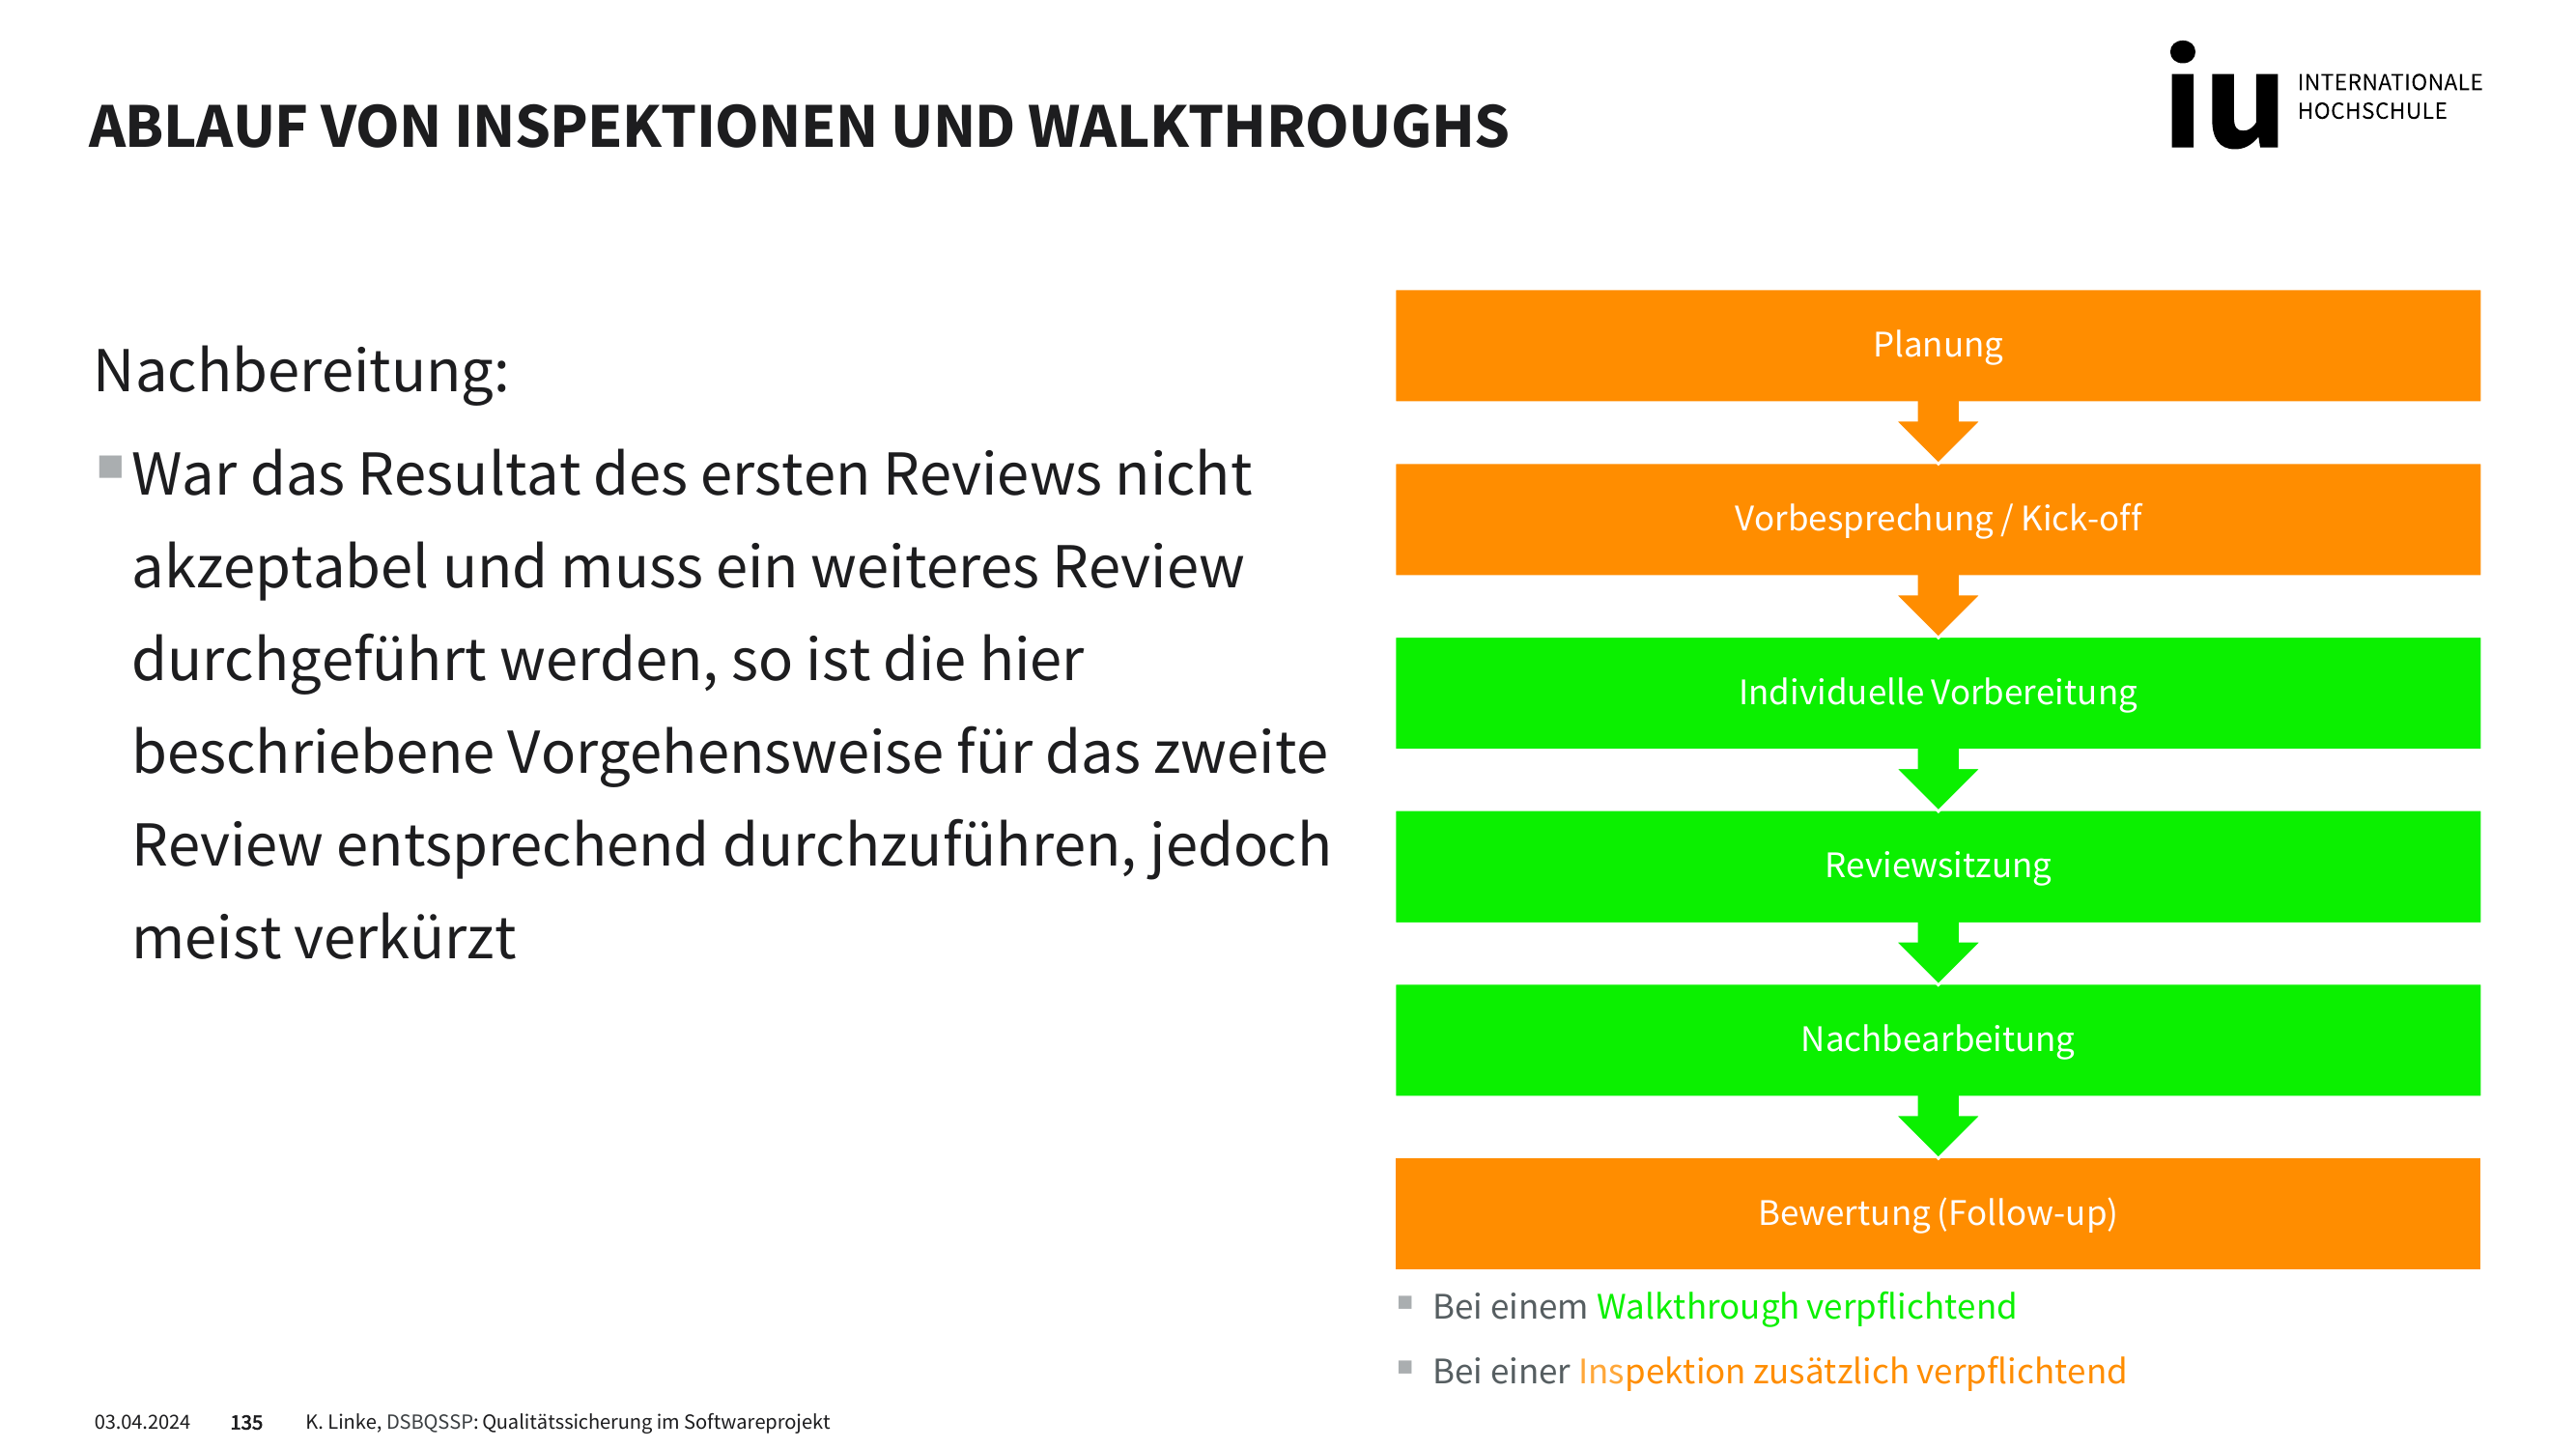 ABLAUF VON INSPEKTIONEN UND WALKTHROUGHS
iu INTERNATIONALE
HOCHSCHULE
Nachbereitung:
War das Resultat des ersten Reviews nicht
akzeptabel und muss ein weiteres Review
durchgeführt werden, so ist die hier
beschriebene Vorgehensweise für das zweite
Review entsprechend durchzuführen, jedoch
meist verkürzt
Planung
Vorbesprechung / Kick-off
Individuelle Vorbereitung
Reviewsitzung
Nachbearbeitung
Bewertung (Follow-up)
Bei einem Walkthrough verpflichtend
Bei einer Inspektion zusätzlich verpflichtend
03.04.2024 135 K. Linke, DSBQSSP: Qualitätssicherung im Softwareprojekt